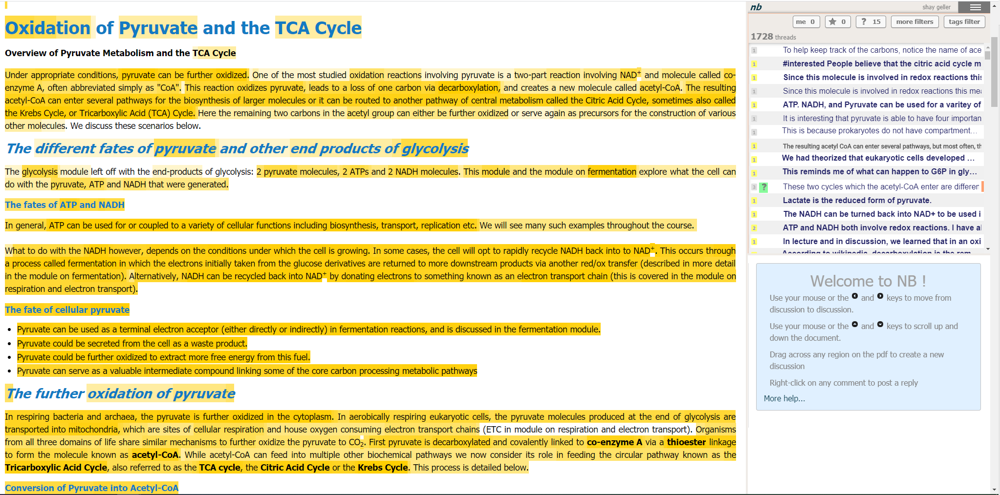 Oxidation of Pyruvate and the TCA Cycle
Overview of Pyruvate Metabolism and the TCA Cycle
Under appropriate conditions, pyruvate can be further oxidized. One of the most studied oxidation reactions involving pyruvate is a two-part reaction involving NAD+ and molecule called co-
enzyme A, often abbreviated simply as "CoA". This reaction oxidizes pyruvate, leads to a loss of one carbon via decarboxylation, and creates a new molecule called acetyl-CoA. The resulting
acetyl-CoA can enter several pathways for the biosynthesis of larger molecules or it can be routed to another pathway of central metabolism called the Citric Acid Cycle, sometimes also called
the Krebs Cycle, or Tricarboxylic Acid (TCA) Cycle. Here the remaining two carbons in the acetyl group can either be further oxidized or serve again as precursors for the construction of various
other molecules. We discuss these scenarios below.
The different fates of pyruvate and other end products of glycolysis
The glycolysis module left off with the end-products of glycolysis: 2 pyruvate molecules, 2 ATPs and 2 NADH molecules. This module and the module on fermentation explore what the cell can
do with the pyruvate, ATP and NADH that were generated.
The fates of ATP and NADH
In general, ATP can be used for or coupled to a variety of cellular functions including biosynthesis, transport, replication etc. We will see many such examples throughout the course.
What to do with the NADH however, depends on the conditions under which the cell is growing. In some cases, the cell will opt to rapidly recycle NADH back into to NAD+. This occurs through
a process called fermentation in which the electrons initially taken from the glucose derivatives are returned to more downstream products via another red/ox transfer (described in more detail
in the module on fermentation). Alternatively, NADH can be recycled back into NAD+ by donating electrons to something known as an electron transport chain (this is covered in the module on
respiration and electron transport).
The fate of cellular pyruvate
• Pyruvate can be used as a terminal electron acceptor (either directly or indirectly) in fermentation reactions, and is discussed in the fermentation module.
• Pyruvate could be secreted from the cell as a waste product.
• Pyruvate could be further oxidized to extract more free energy from this fuel.
• Pyruvate can serve as a valuable intermediate compound linking some of the core carbon processing metabolic pathways
The further oxidation of pyruvate
In respiring bacteria and archaea, the pyruvate is further oxidized in the cytoplasm. In aerobically respiring eukaryotic cells, the pyruvate molecules produced at the end of glycolysis are
transported into mitochondria, which are sites of cellular respiration and house oxygen consuming electron transport chains (ETC in module on respiration and electron transport). Organisms
from all three domains of life share similar mechanisms to further oxidize the pyruvate to CO2. First pyruvate is decarboxylated and covalently linked to co-enzyme A via a thioester linkage
to form the molecule known as acetyl-CoA. While acetyl-CoA can feed into multiple other biochemical pathways we now consider its role in feeding the circular pathway known as the
Tricarboxylic Acid Cycle, also referred to as the TCA cycle, the Citric Acid Cycle or the Krebs Cycle. This process is detailed below.
Conversion of Pyruvate into Acetyl-CoA
nb shay geller
me 0 ★ 0 ? 15 more filters tags filter
1728 threads
1 To help keep track of the carbons, notice the name of ace
1 #interested People believe that the citric acid cycle m
1 Since this molecule is involved in redox reactions this
1 Since this molecule is involved in redox reactions this mea
1 ATP. NADH, and Pyruvate can be used for a varitey of
1 It is interesting that pyruvate is able to have four importan
1 This is because prokaryotes do not have compartment...
1 The resulting acetyl CoA can enter several pathways, but most often, th
1 We had theorized that eukaryotic cells developed ...
1 This reminds me of what can happen to G6P in gly...
3 ? These two cycles which the acetyl-CoA enter are differen
1 Lactate is the reduced form of pyruvate.
1 The NADH can be turned back into NAD+ to be used i
2 ATP and NADH both involve redox reactions. I have al
1 In lecture and in discussion, we learned that in an oxi
According to wikipedia, decarboxylation is the rem
Welcome to NB !
Use your mouse or the and keys to move from
discussion to discussion.
Use your mouse or the and keys to scroll up and
down the document.
Drag across any region on the pdf to create a new
discussion
Right-click on any comment to post a reply
More help...